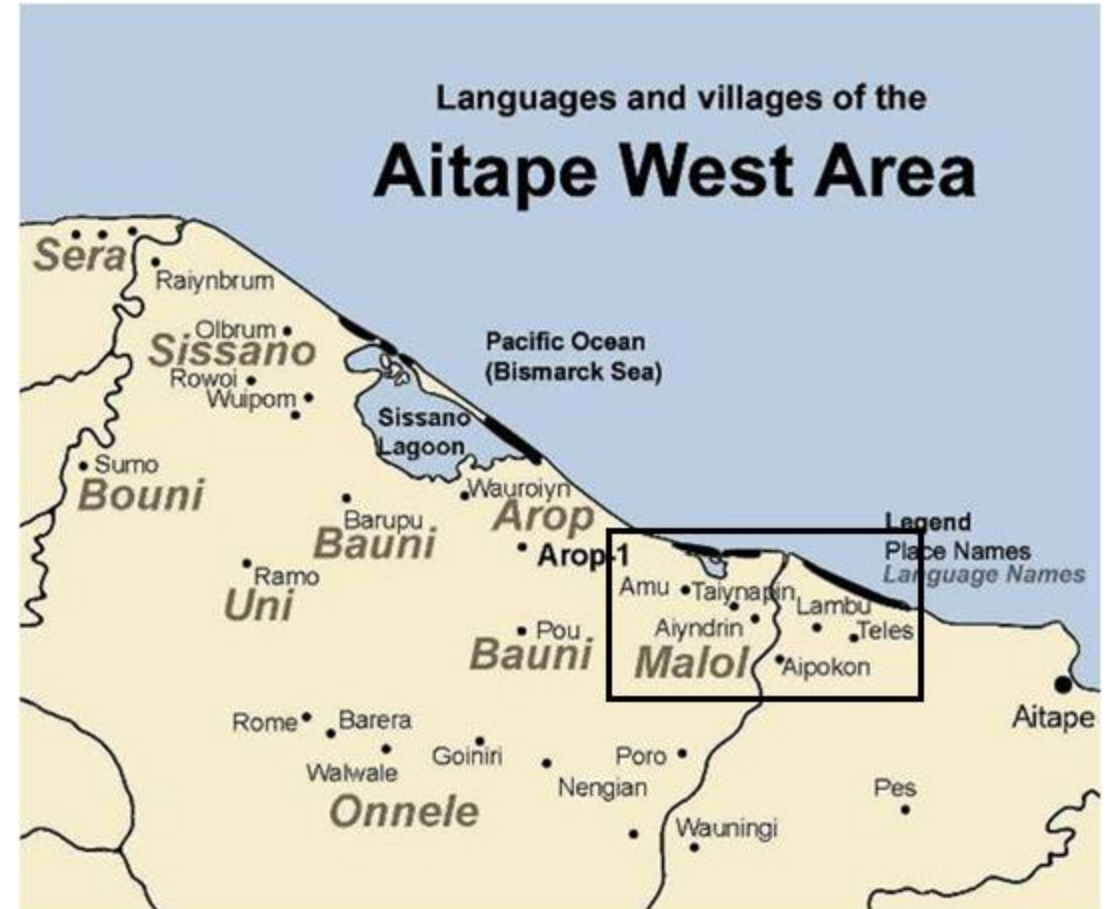 Languages and villages of the
Aitape West Area
Sera
Raiynbrum
Olbrum
Sissano
Rowoi
Wuipom
Pacific Ocean
(Bismarck Sea)
Sissano
Lagoon
Sumo
Bouni
Wauroiyn
Arop
Barupu
Bauni
Arop-1
Legend
Place Names
Language Names
Ramo
Uni
Amu
Taiynapin
Lambu
Aiyndrin
Teles
Pou
Bauni
Malol
Aipokon
Aitape
Rome
Barera
Walwale
Goiniri
Poro
Nengian
Pes
Onnele
Wauningi